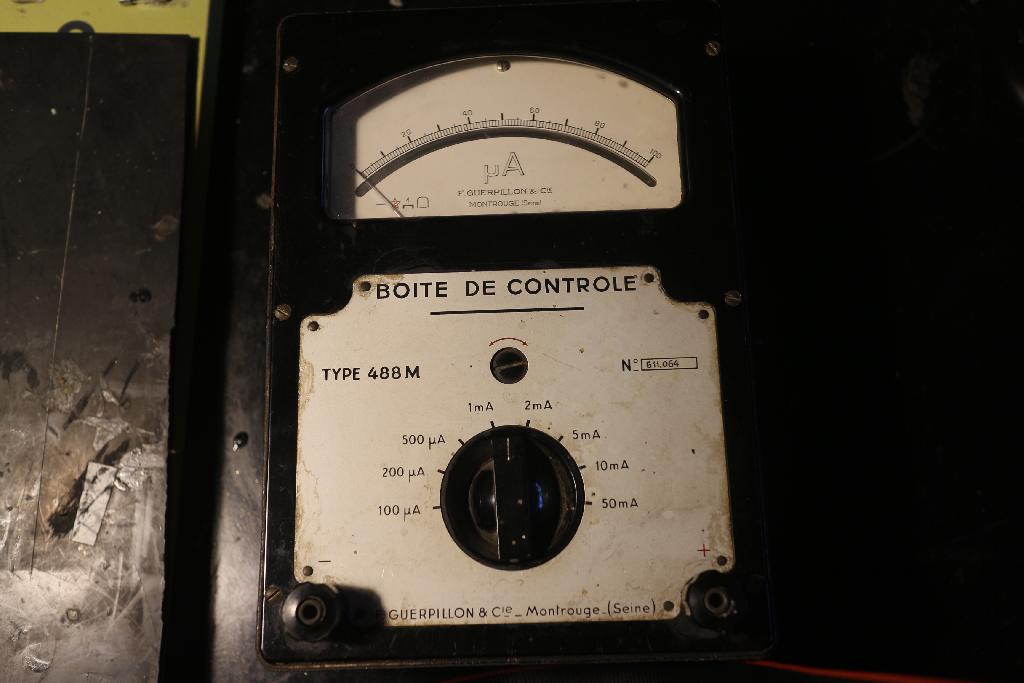 20 40 60 80 100
µA
F. GUERPILLON & Cie
MONTROUGE (Seine)
BOITE DE CONTROLE
TYPE 488 M
N° 611.064
1mA 2mA
500 µA 5mA
200 µA 10mA
100 µA 50mA
- +
F. GUERPILLON & Cie _ Montrouge _ (Seine)